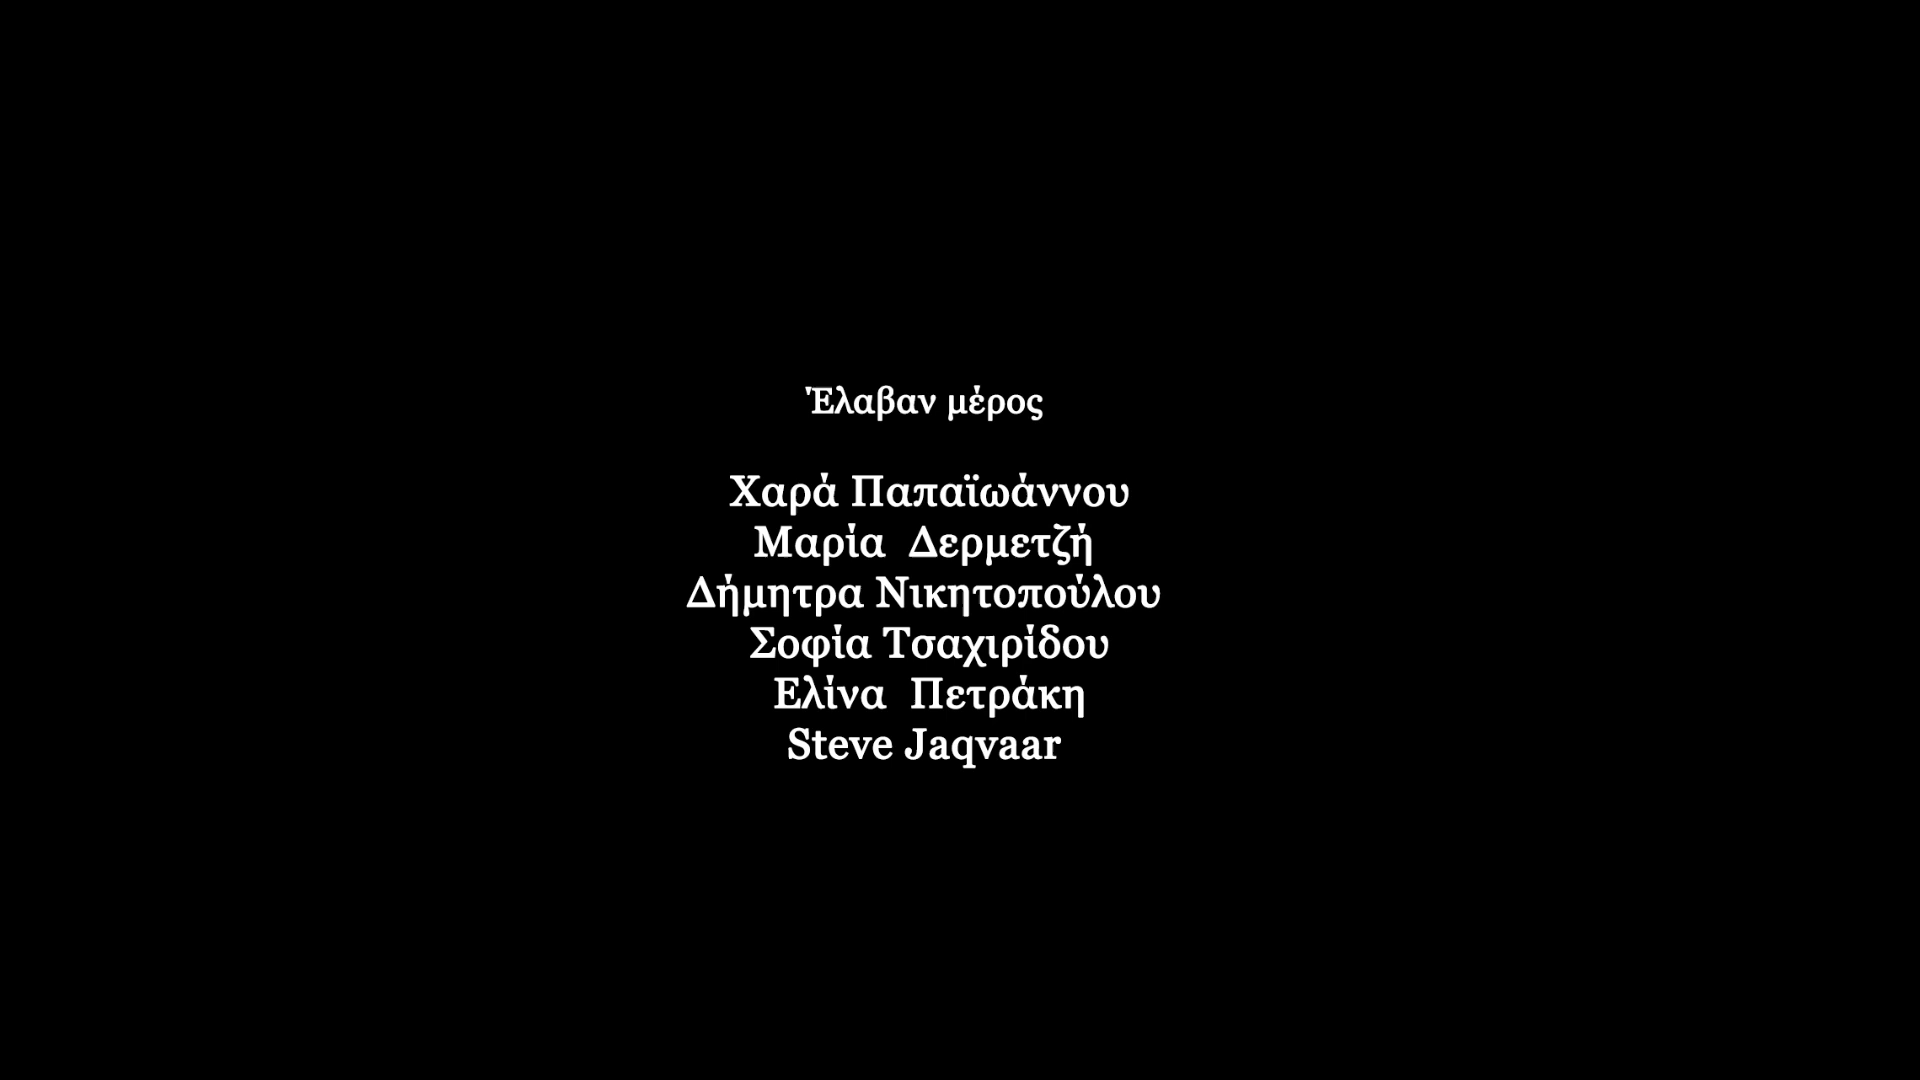 Έλαβαν μέρος
Χαρά Παπαϊωάννου
Μαρία Δερμετζή
Δήμητρα Νικητοπούλου
Σοφία Τσαχιρίδου
Ελίνα Πετράκη
Steve Jaqvaar